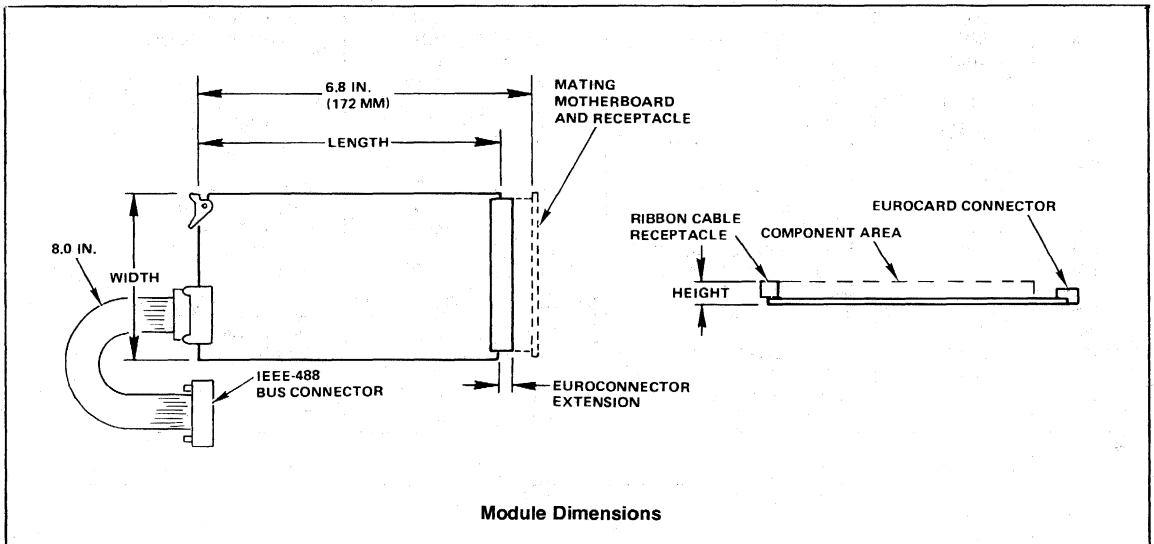 6.8 IN.
(172 MM)
LENGTH
MATING
MOTHERBOARD
AND RECEPTACLE
8.0 IN.
WIDTH
IEEE-488
BUS CONNECTOR
EUROCONNECTOR
EXTENSION
RIBBON CABLE
RECEPTACLE
COMPONENT AREA
EUROCARD CONNECTOR
HEIGHT
Module Dimensions